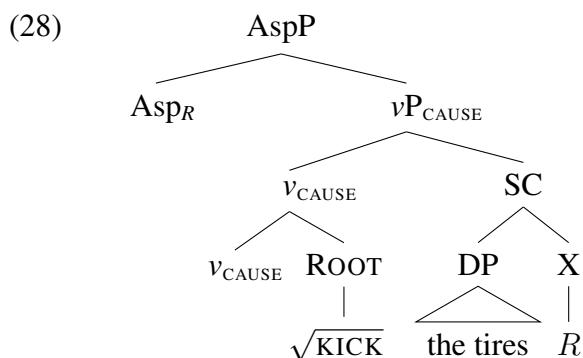 (28) AspP
Asp_R vP_CAUSE
v_CAUSE SC
v_CAUSE ROOT DP X
√KICK the tires R